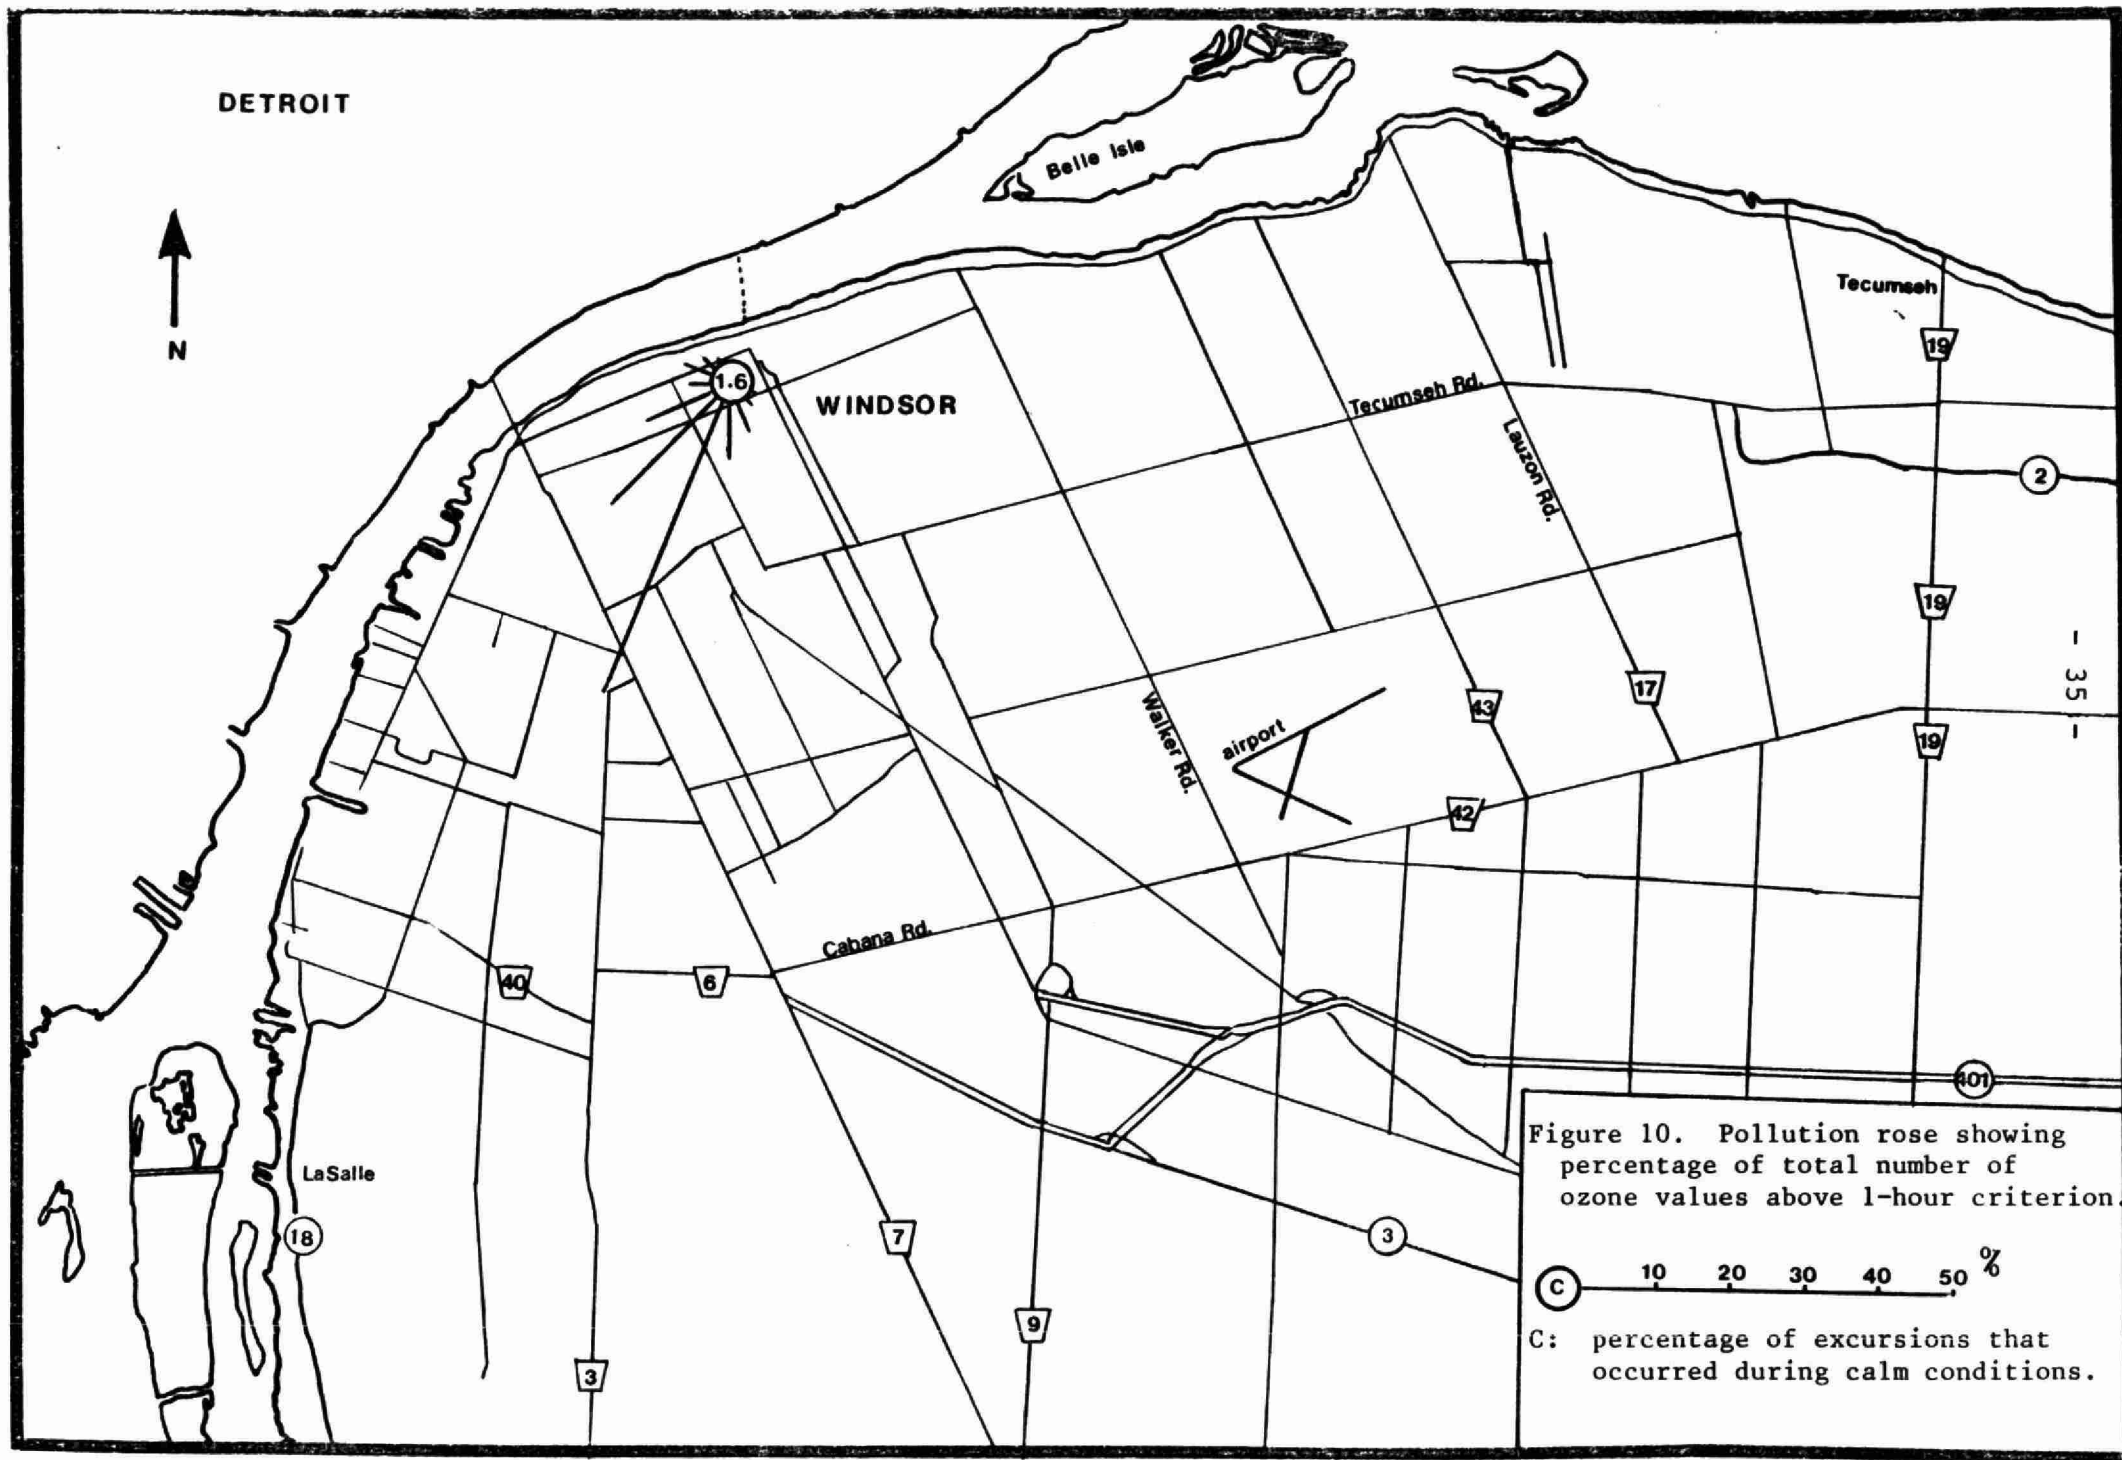 DETROIT
Belle Isle
N
Tecumseh
19
1.6
WINDSOR
Tecumseh Rd.
Lauzon Rd.
2
19
- 35 -
17
43
Walker Rd.
airport
19
42
Cabana Rd.
40
6
401
LaSalle
18
7
3
9
3
Figure 10. Pollution rose showing
percentage of total number of
ozone values above 1-hour criterion.
C 10 20 30 40 50 %
C: percentage of excursions that
occurred during calm conditions.